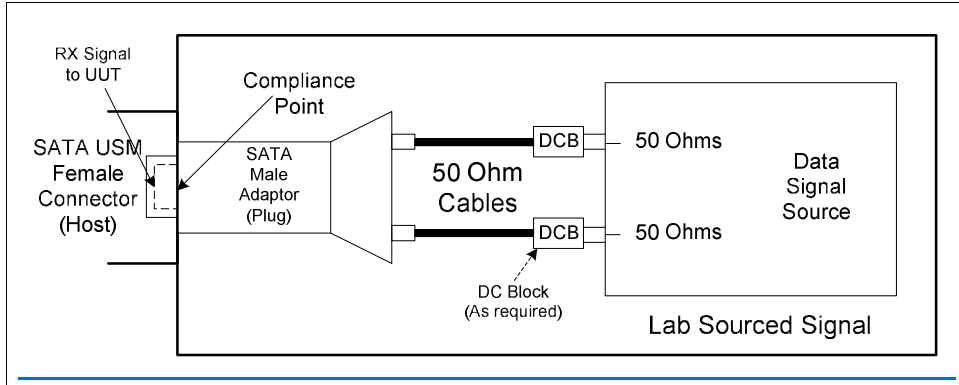 RX Signal
to UUT
Compliance
Point
SATA USM
Female
Connector
(Host)
SATA
Male
Adaptor
(Plug)
50 Ohm
Cables
DCB
50 Ohms
DCB
50 Ohms
Data
Signal
Source
DC Block
(As required)
Lab Sourced Signal